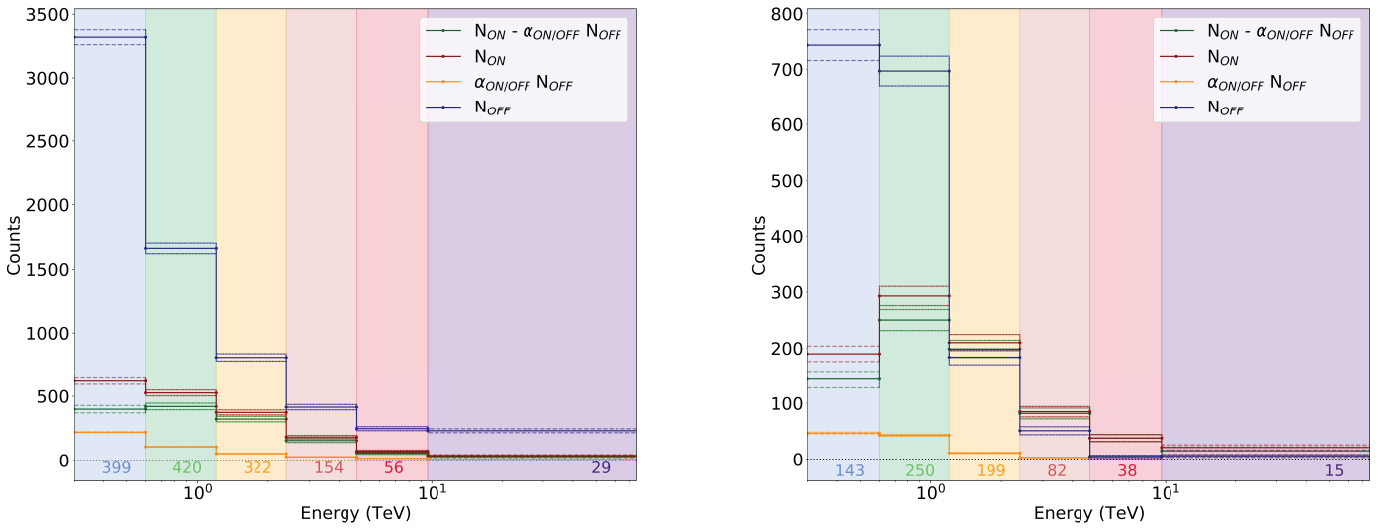 3500
3000
2500
2000
1500
1000
500
0
Counts
N_ON - α_ON/OFF N_OFF
N_ON
α_ON/OFF N_OFF
N_OFF
399 420 322 154 56 29
10^0 10^1
Energy (TeV)
800
700
600
500
400
300
200
100
0
Counts
N_ON - α_ON/OFF N_OFF
N_ON
α_ON/OFF N_OFF
N_OFF
143 250 199 82 38 15
10^0 10^1
Energy (TeV)